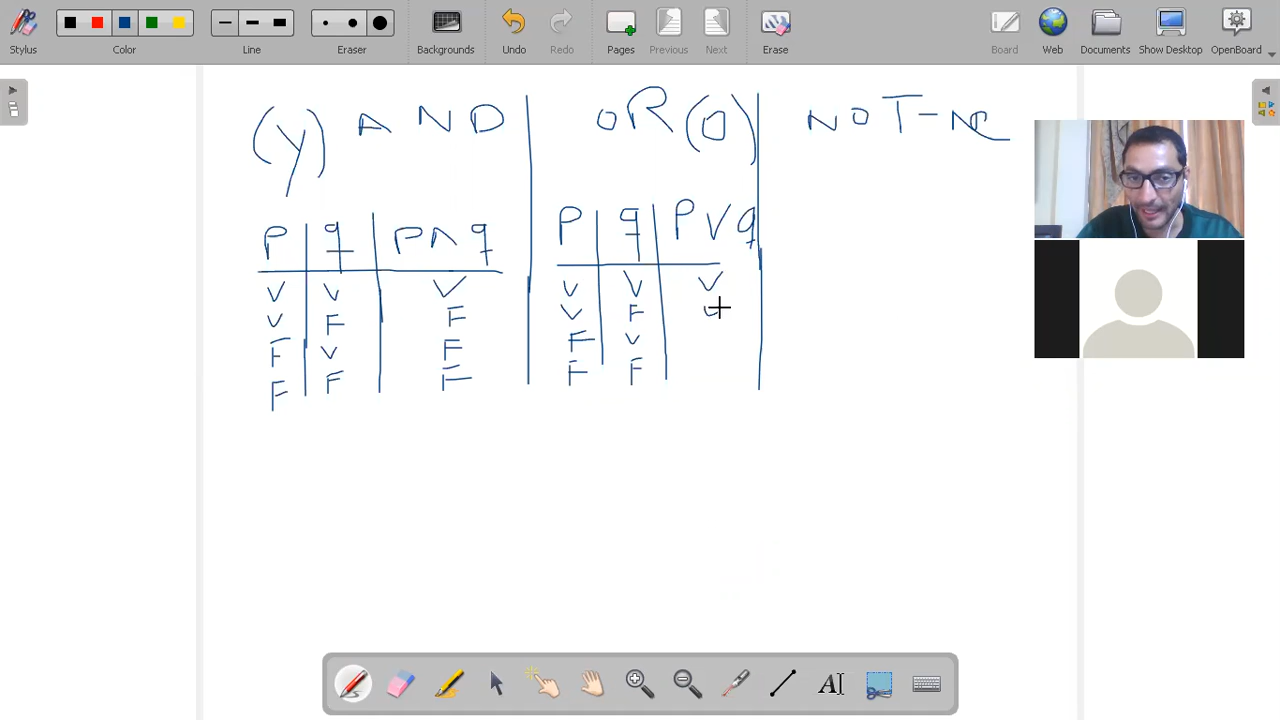 Stylus Color Line Eraser Backgrounds Undo Redo Pages Previous Next Erase Board Web Documents Show Desktop OpenBoard
(y) AND
OR (O)
NOT-
P q P∧q
V V V
V F F
F V F
F F F
P q P∨q
V V V
V F
F V
F F
AI